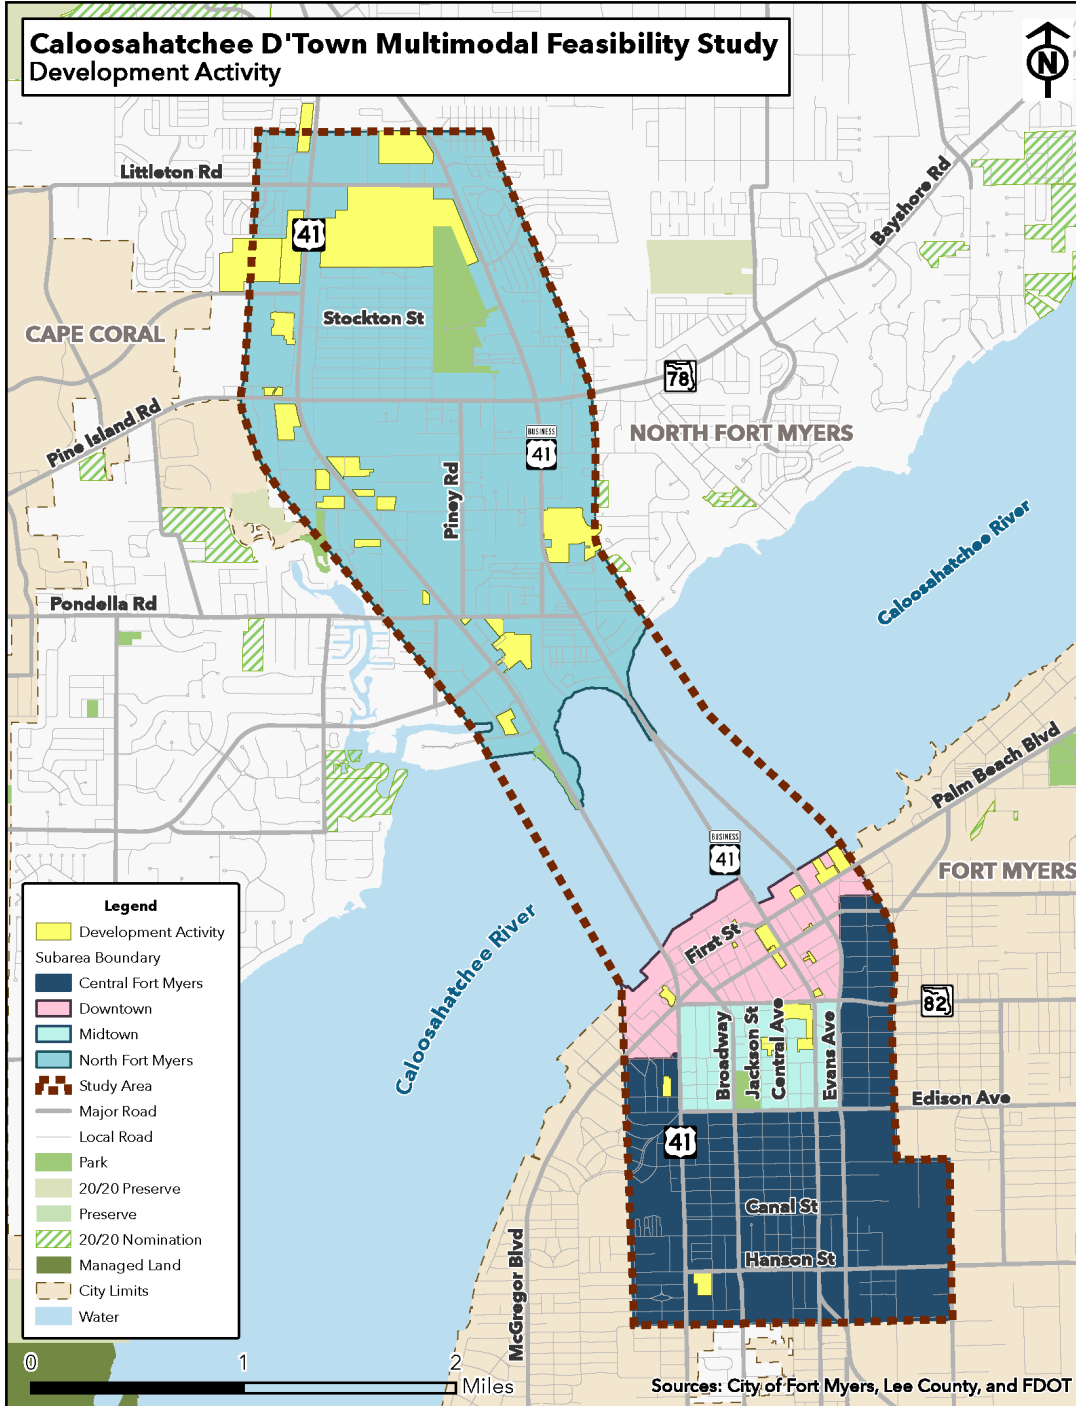 Caloosahatchee D'Town Multimodal Feasibility Study
Development Activity
N
Littleton Rd
Bayshore Rd
41
CAPE CORAL
Stockton St
78
Pine Island Rd
NORTH FORT MYERS
BUSINESS
41
Piney Rd
Caloosahatchee River
Pondella Rd
Palm Beach Blvd
BUSINESS
41
FORT MYERS
First St
Caloosahatchee River
82
Broadway
Jackson St
Central Ave
Evans Ave
Edison Ave
41
Canal St
Hanson St
McGregor Blvd
Legend
Development Activity
Subarea Boundary
Central Fort Myers
Downtown
Midtown
North Fort Myers
Study Area
Major Road
Local Road
Park
20/20 Preserve
Preserve
20/20 Nomination
Managed Land
City Limits
Water
0 1 2
Miles
Sources: City of Fort Myers, Lee County, and FDOT